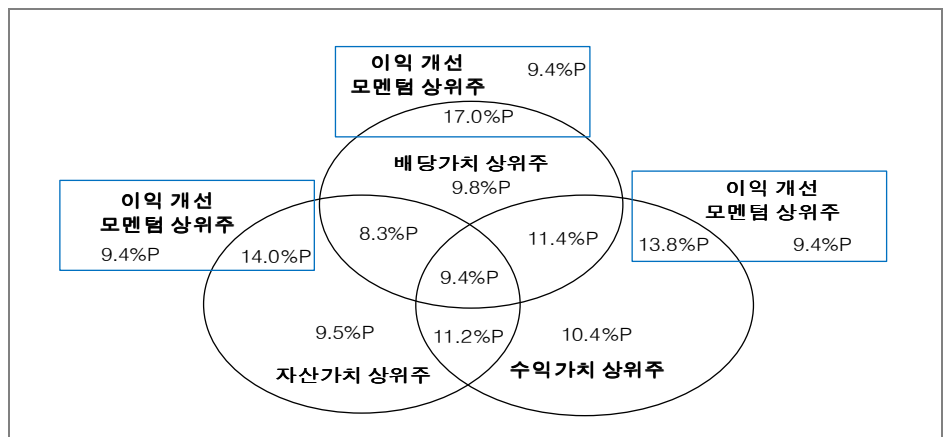 이익 개선
모멘텀 상위주
9.4%P
17.0%P
배당가치 상위주
9.8%P
이익 개선
모멘텀 상위주
9.4%P
14.0%P
이익 개선
모멘텀 상위주
13.8%P
9.4%P
8.3%P
11.4%P
9.4%P
9.5%P
11.2%P
10.4%P
자산가치 상위주
수익가치 상위주